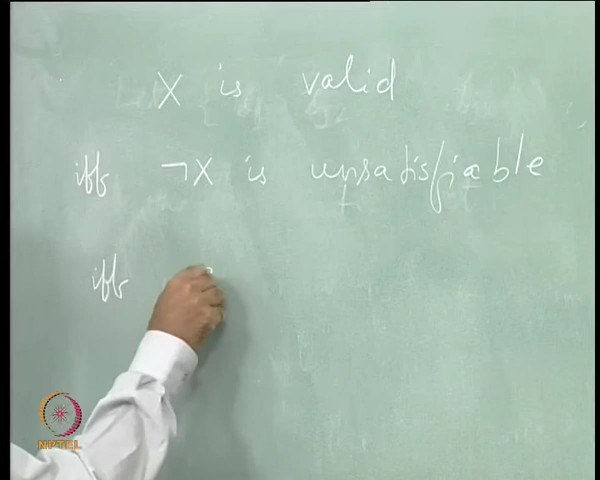 X is valid
iff ¬X is unsatisfiable
iff
NPTEL